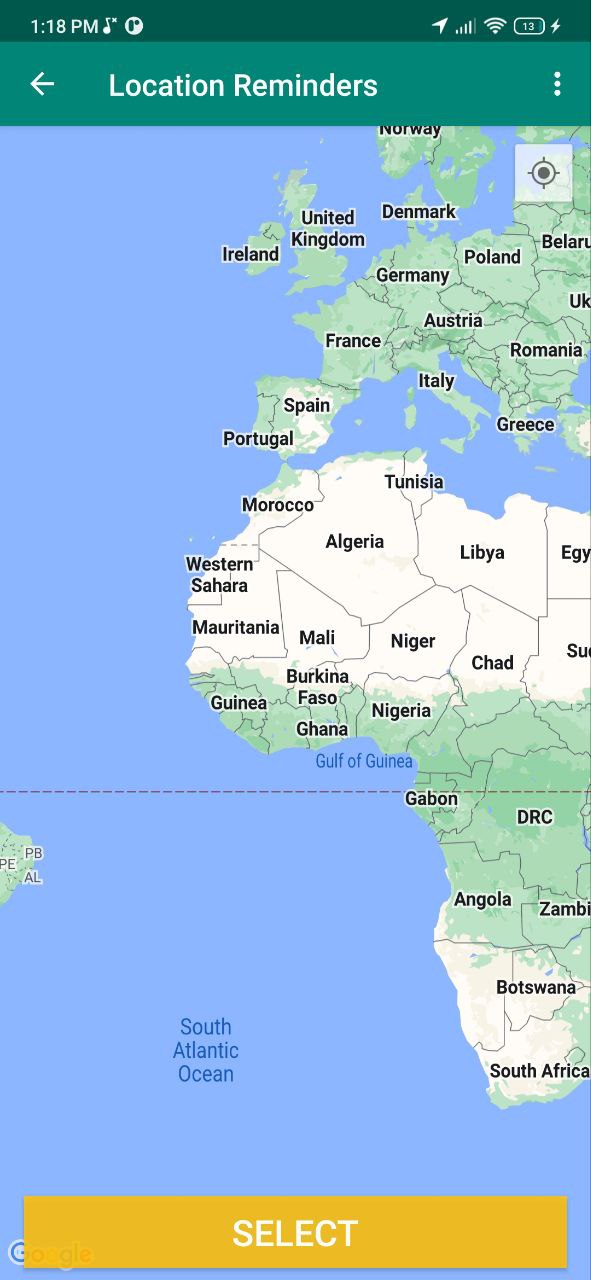 1:18 PM
13
Location Reminders
Norway
United
Kingdom
Denmark
Ireland
Belaru
Poland
Germany
Uk
Austria
France
Romania
Italy
Spain
Greece
Portugal
Tunisia
Morocco
Algeria
Libya
Egy
Western
Sahara
Mauritania
Mali
Niger
Su
Chad
Burkina
Faso
Guinea
Nigeria
Ghana
Gulf of Guinea
Gabon
DRC
PB
PE
AL
Angola
Zambi
Botswana
South
Atlantic
Ocean
South Africa
SELECT
Google